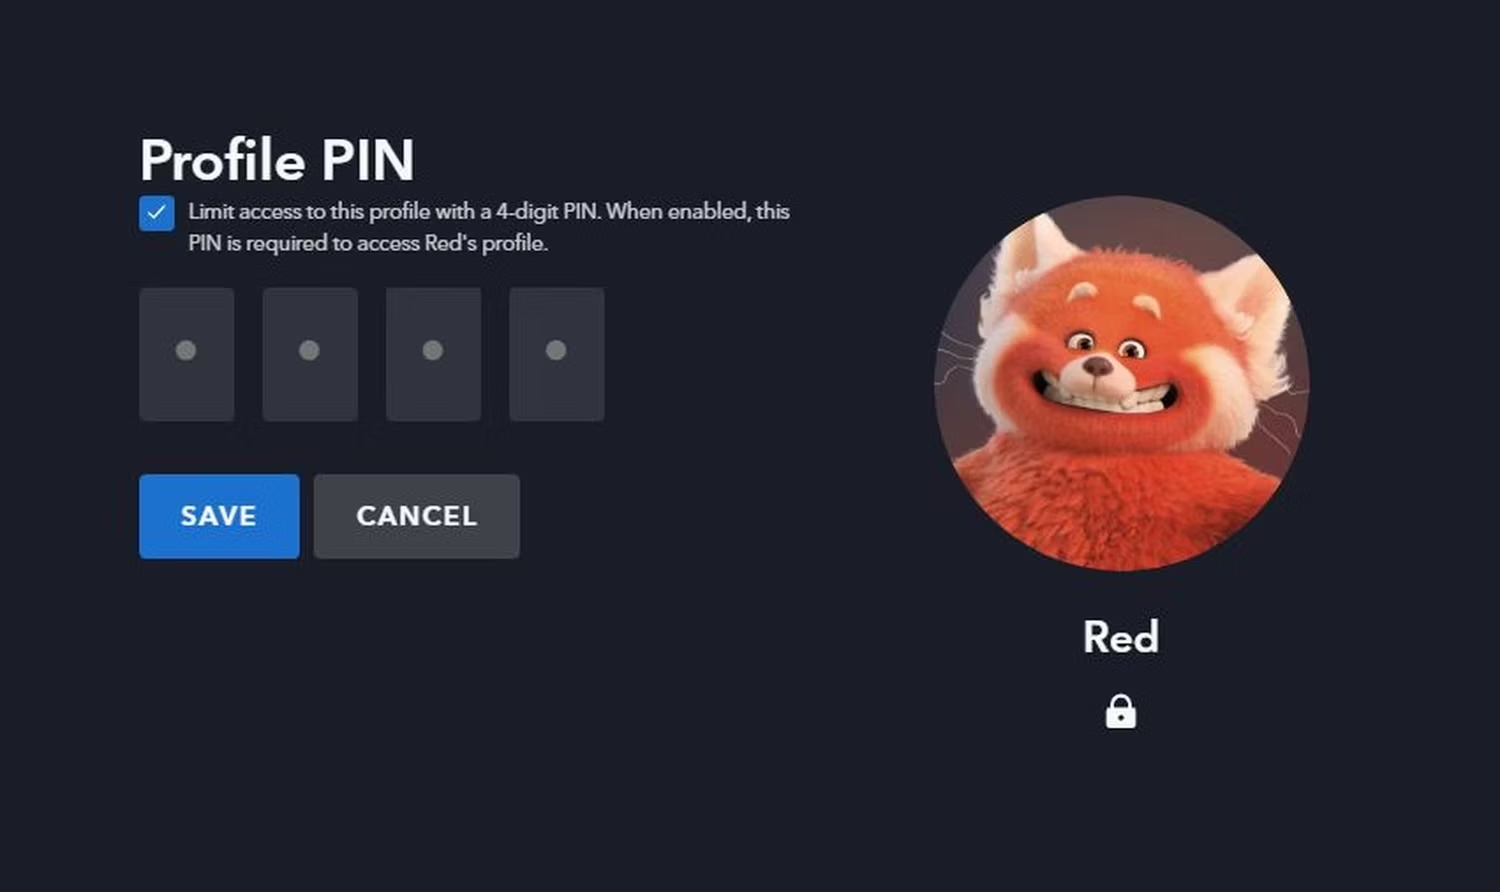 Profile PIN
Limit access to this profile with a 4-digit PIN. When enabled, this
PIN is required to access Red's profile.
SAVE CANCEL
Red